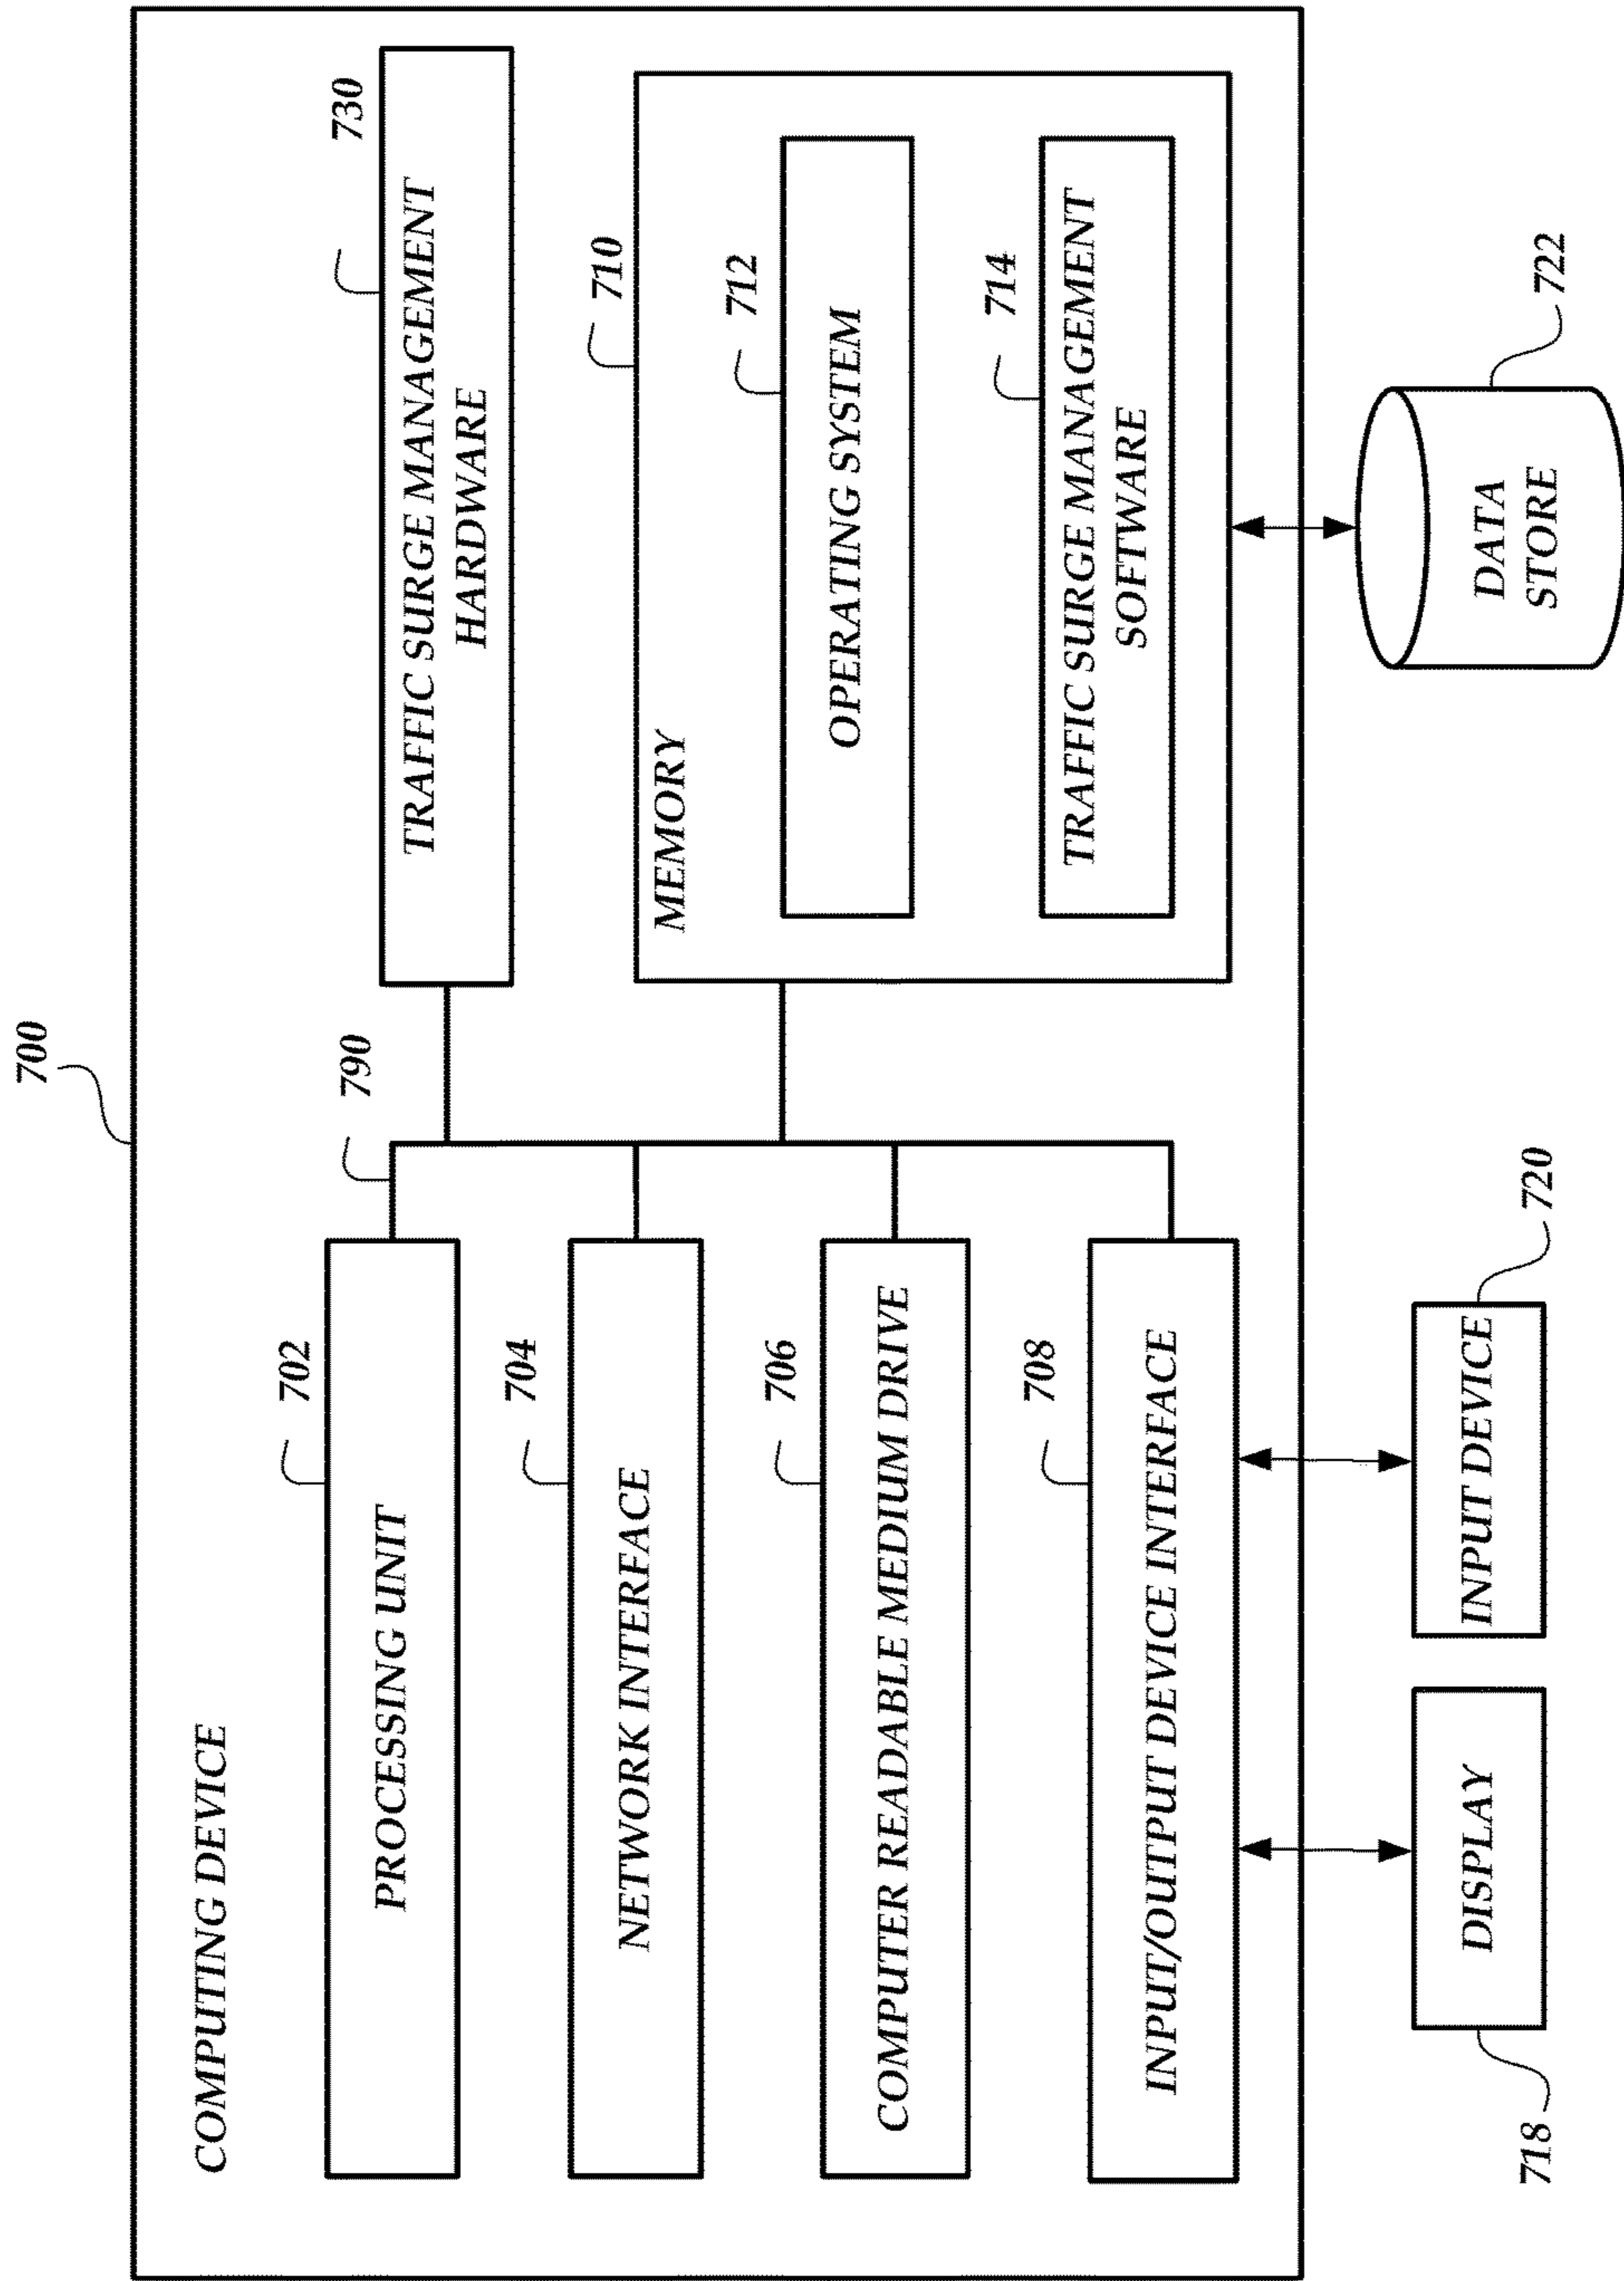 700
COMPUTING DEVICE
702
PROCESSING UNIT
704
NETWORK INTERFACE
706
COMPUTER READABLE MEDIUM DRIVE
708
INPUT/OUTPUT DEVICE INTERFACE
790
730
TRAFFIC SURGE MANAGEMENT
HARDWARE
710
MEMORY
712
OPERATING SYSTEM
714
TRAFFIC SURGE MANAGEMENT
SOFTWARE
718
DISPLAY
INPUT DEVICE
720
DATA
STORE
722